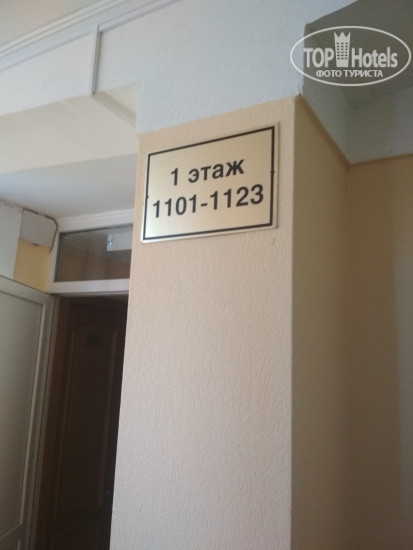 TOP Hotels
ФОТО ТУРИСТА
1 этаж
1101-1123